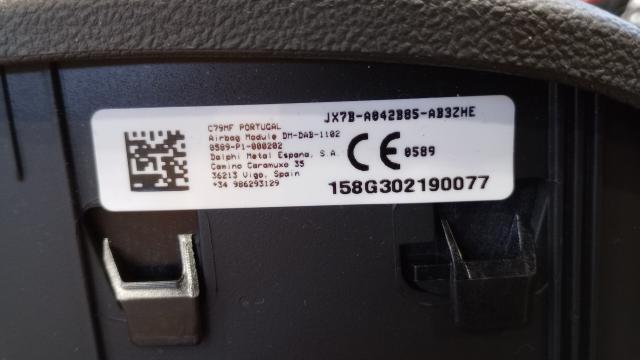 JX7B-A042B85-AB3ZHE
C79MF PORTUGAL
Airbag Module DM-DAB-1102
8589-P1-000202
Delphi Metal Espana, S.A.
Camino Caramuxo 35
36213 Vigo, Spain
+34 986293129
CE 0589
158G302190077